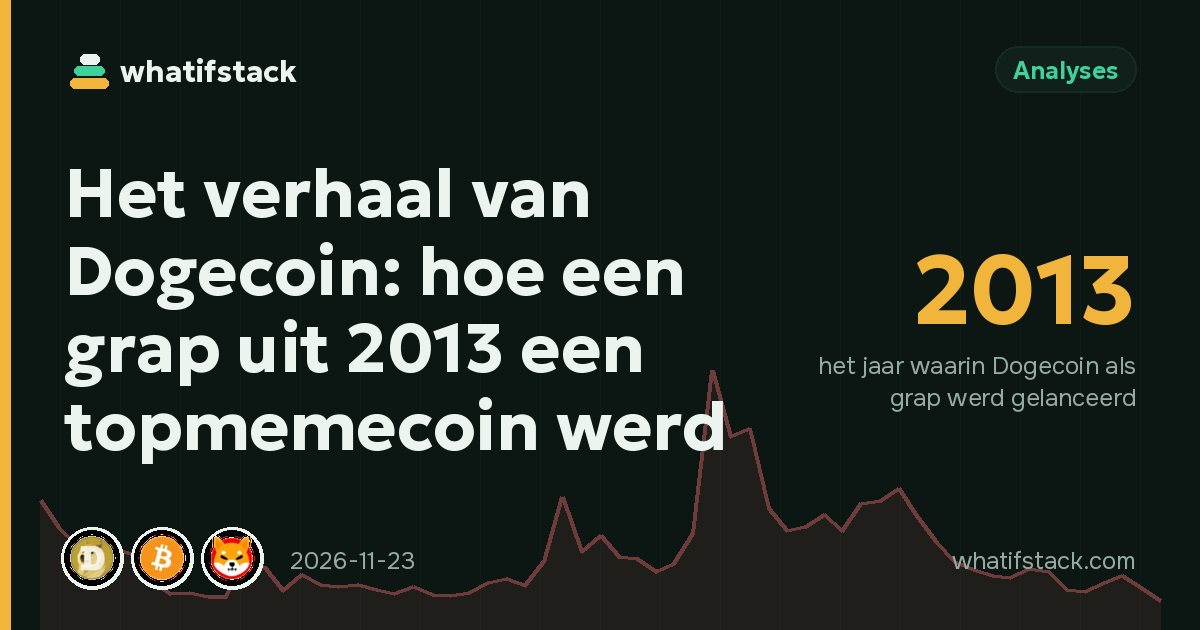 whatifstack
Analyses
Het verhaal van
Dogecoin: hoe een
grap uit 2013 een
topmemecoin werd
2013
het jaar waarin Dogecoin als
grap werd gelanceerd
2026-11-23
whatifstack.com